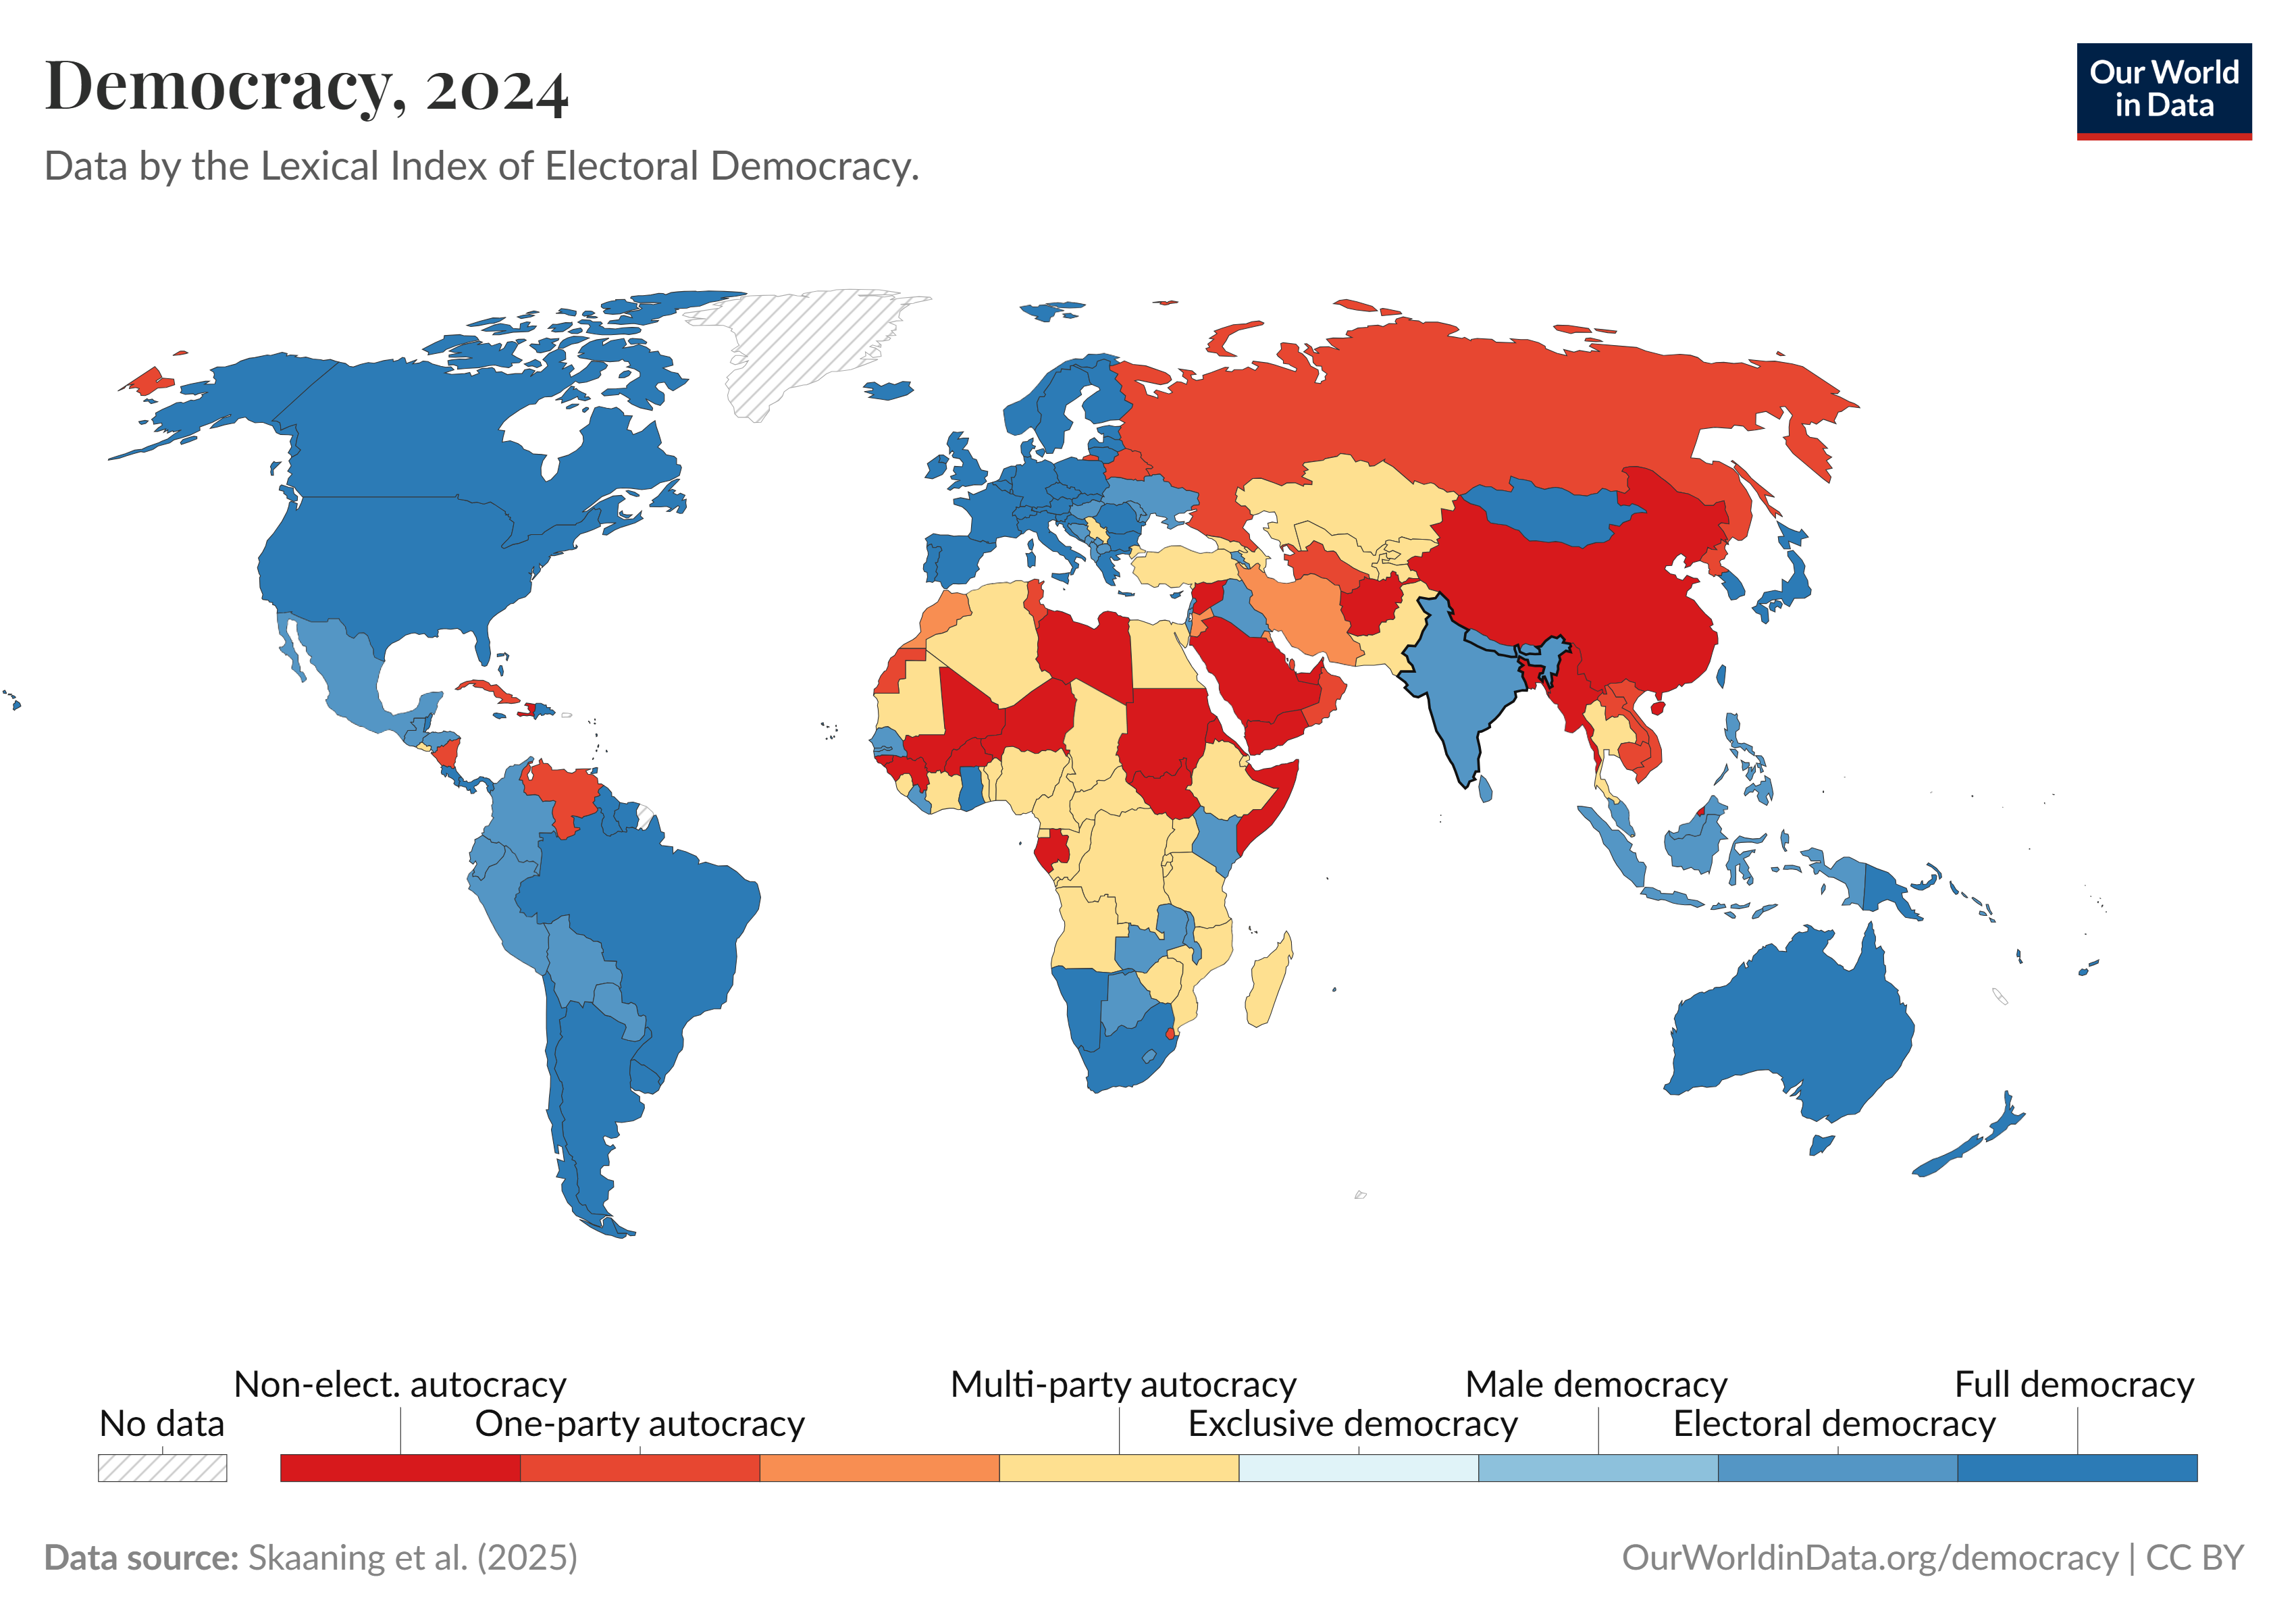 Democracy, 2024
Our World
in Data
Data by the Lexical Index of Electoral Democracy.
Non-elect. autocracy
Multi-party autocracy
Male democracy
Full democracy
No data
One-party autocracy
Exclusive democracy
Electoral democracy
Data source: Skaaning et al. (2025)
OurWorldinData.org/democracy | CC BY